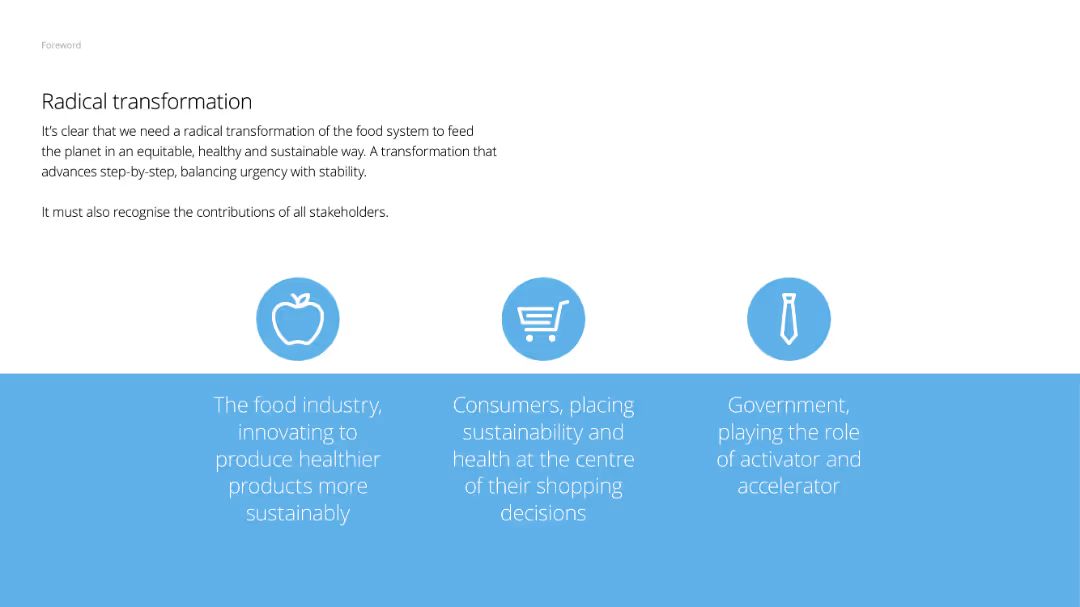 Foreword
Radical transformation
It's clear that we need a radical transformation of the food system to feed
the planet in an equitable, healthy and sustainable way. A transformation that
advances step-by-step, balancing urgency with stability.
It must also recognise the contributions of all stakeholders.
The food industry,
innovating to
produce healthier
products more
sustainably
Consumers, placing
sustainability and
health at the centre
of their shopping
decisions
Government,
playing the role
of activator and
accelerator